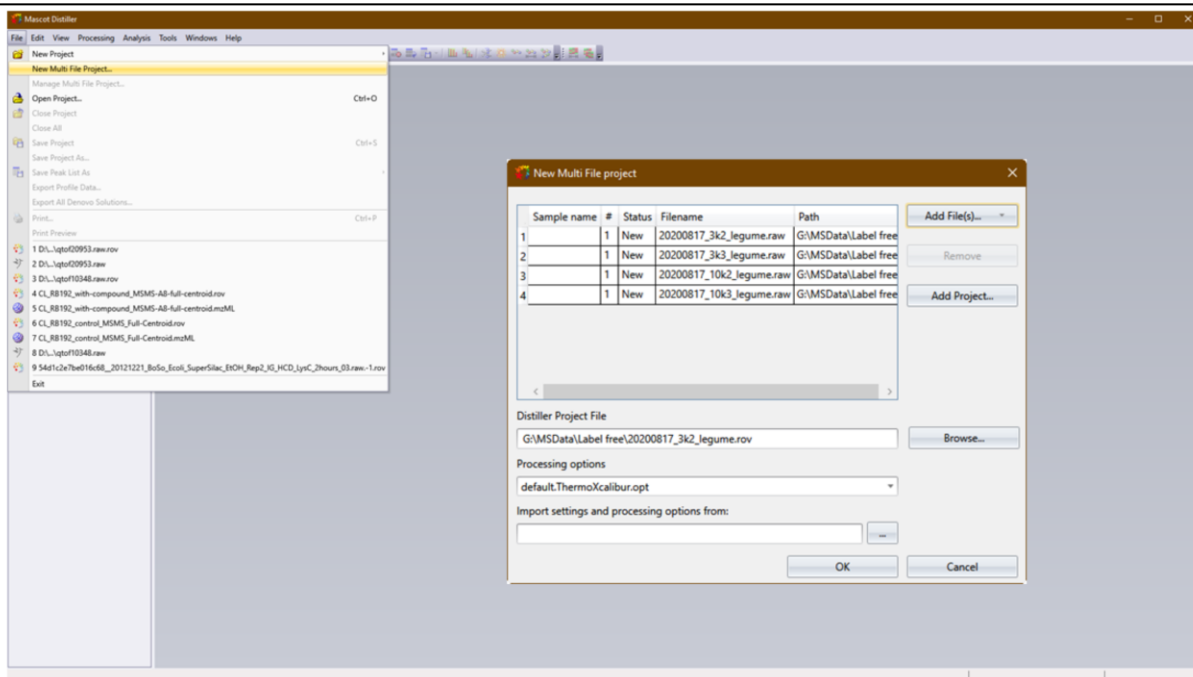 Mascot Distiller
File Edit View Processing Analysis Tools Windows Help
New Project
New Multi File Project...
Manage Multi File Project...
Open Project... Ctrl+O
Close Project
Close All
Save Project Ctrl+S
Save Project As...
Save Peak List As
Export Profile Data...
Export All Denovo Solutions...
Print... Ctrl+P
Print Preview
1 D:\...\qtof20953.raw.rov
2 D:\...\qtof20953.raw
3 D:\...\qtof10348.raw.rov
4 CL_RB192_with-compound_MSMS-AB-full-centroid.rov
5 CL_RB192_with-compound_MSMS-AB-full-centroid.mzML
6 CL_RB192_control_MSMS_Full-Centroid.rov
7 CL_RB192_control_MSMS_Full-Centroid.mzML
8 D:\...\qtof10348.raw
9 54d1c2e7be016c68__20121221_BoSo_Ecoli_SuperSilac_EtOH_Rep2_IG_HCD_LysC_2hours_03.raw.-1.rov
Exit
New Multi File project
Sample name # Status Filename Path
1 1 New 20200817_3k2_legume.raw G:\MSData\Label free
2 1 New 20200817_3k3_legume.raw G:\MSData\Label free
3 1 New 20200817_10k2_legume.raw G:\MSData\Label free
4 1 New 20200817_10k3_legume.raw G:\MSData\Label free
Add File(s)...
Remove
Add Project...
Distiller Project File
G:\MSData\Label free\20200817_3k2_legume.rov
Browse...
Processing options
default.ThermoXcalibur.opt
Import settings and processing options from:
...
OK Cancel